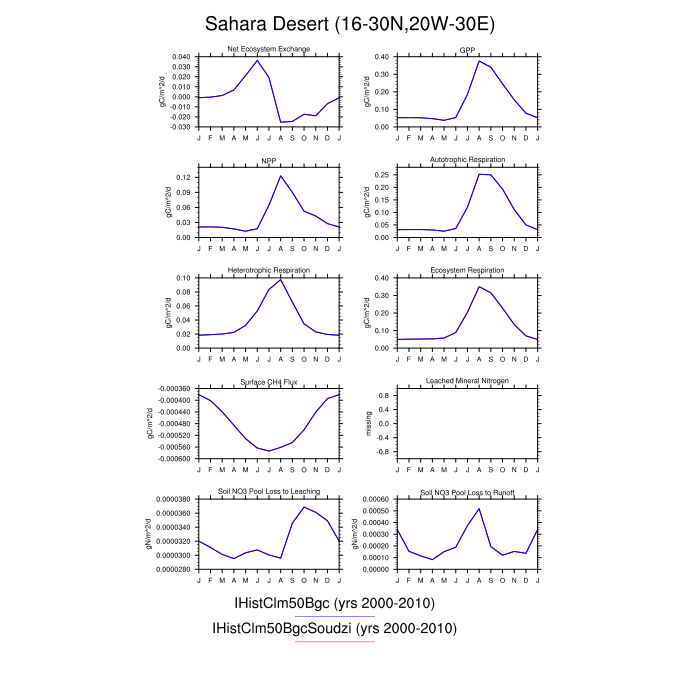 Sahara Desert (16-30N,20W-30E)
Net Ecosystem Exchange
gC/m^2/d
0.040
0.030
0.020
0.010
0.000
-0.010
-0.020
-0.030
J F M A M J J A S O N D J
GPP
gC/m^2/d
0.40
0.30
0.20
0.10
0.00
J F M A M J J A S O N D J
NPP
gC/m^2/d
0.12
0.09
0.06
0.03
0.00
J F M A M J J A S O N D J
Autotrophic Respiration
gC/m^2/d
0.25
0.20
0.15
0.10
0.05
0.00
J F M A M J J A S O N D J
Heterotrophic Respiration
gC/m^2/d
0.10
0.08
0.06
0.04
0.02
0.00
J F M A M J J A S O N D J
Ecosystem Respiration
gC/m^2/d
0.40
0.30
0.20
0.10
0.00
J F M A M J J A S O N D J
Surface CH4 Flux
gC/m^2/d
-0.000360
-0.000400
-0.000440
-0.000480
-0.000520
-0.000560
-0.000600
J F M A M J J A S O N D J
Leached Mineral Nitrogen
missing
0.8
0.4
0.0
-0.4
-0.8
J F M A M J J A S O N D J
Soil NO3 Pool Loss to Leaching
gN/m^2/d
0.0000380
0.0000360
0.0000340
0.0000320
0.0000300
0.0000280
J F M A M J J A S O N D J
Soil NO3 Pool Loss to Runoff
gN/m^2/d
0.00060
0.00050
0.00040
0.00030
0.00020
0.00010
0.00000
J F M A M J J A S O N D J
IHistClm50Bgc (yrs 2000-2010)
IHistClm50BgcSoudzi (yrs 2000-2010)